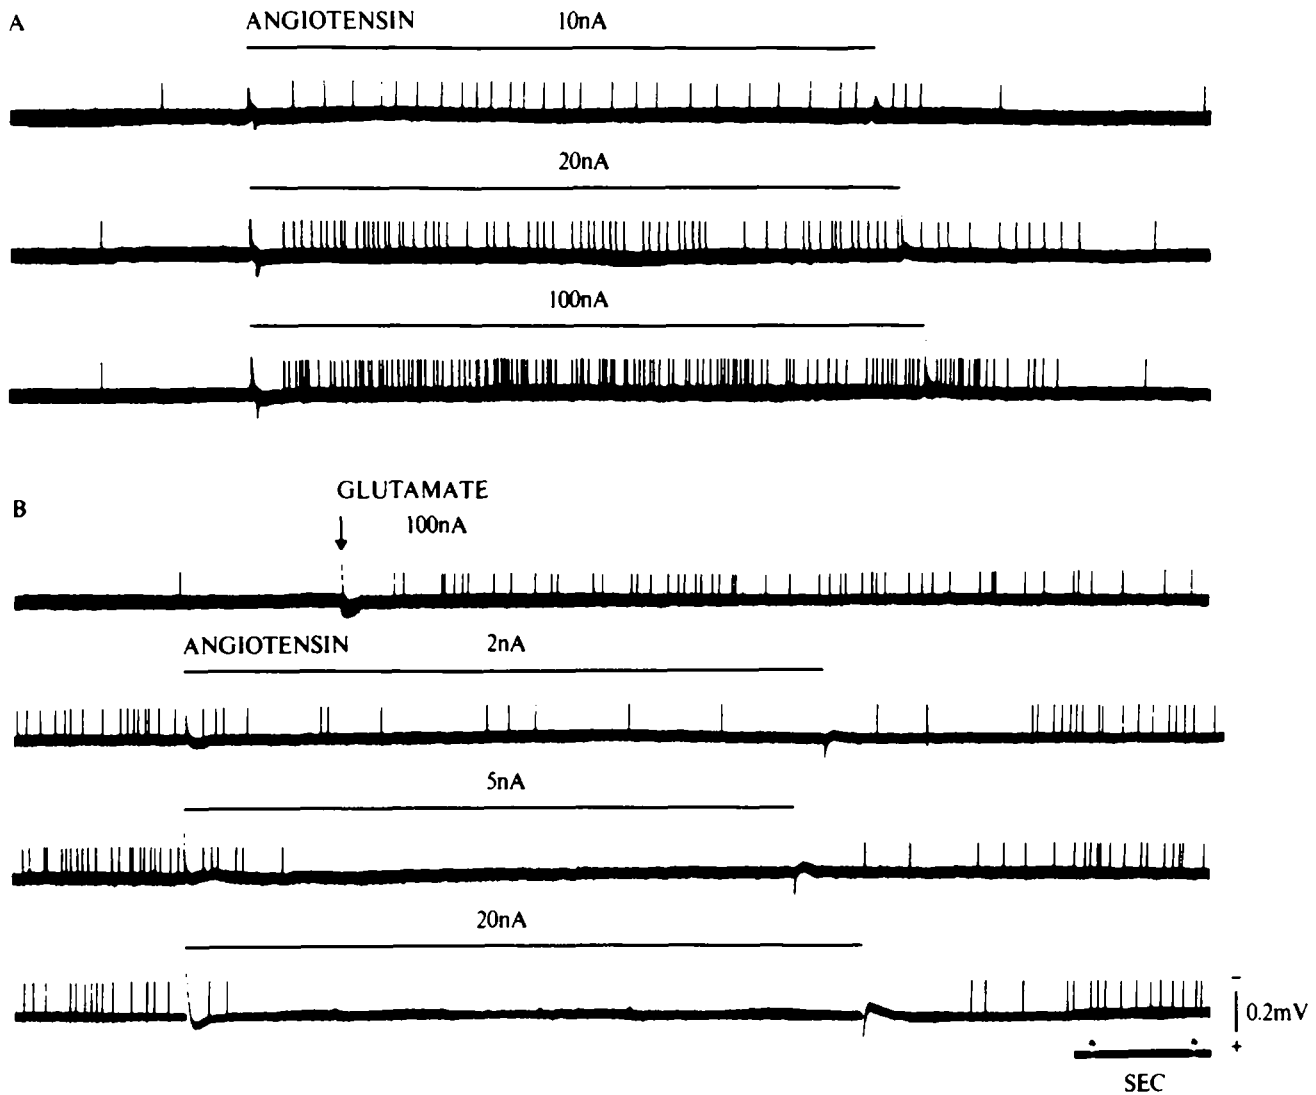 A
ANGIOTENSIN 10nA
20nA
100nA
B
GLUTAMATE
100nA
ANGIOTENSIN 2nA
5nA
20nA
−
0.2mV
+
SEC